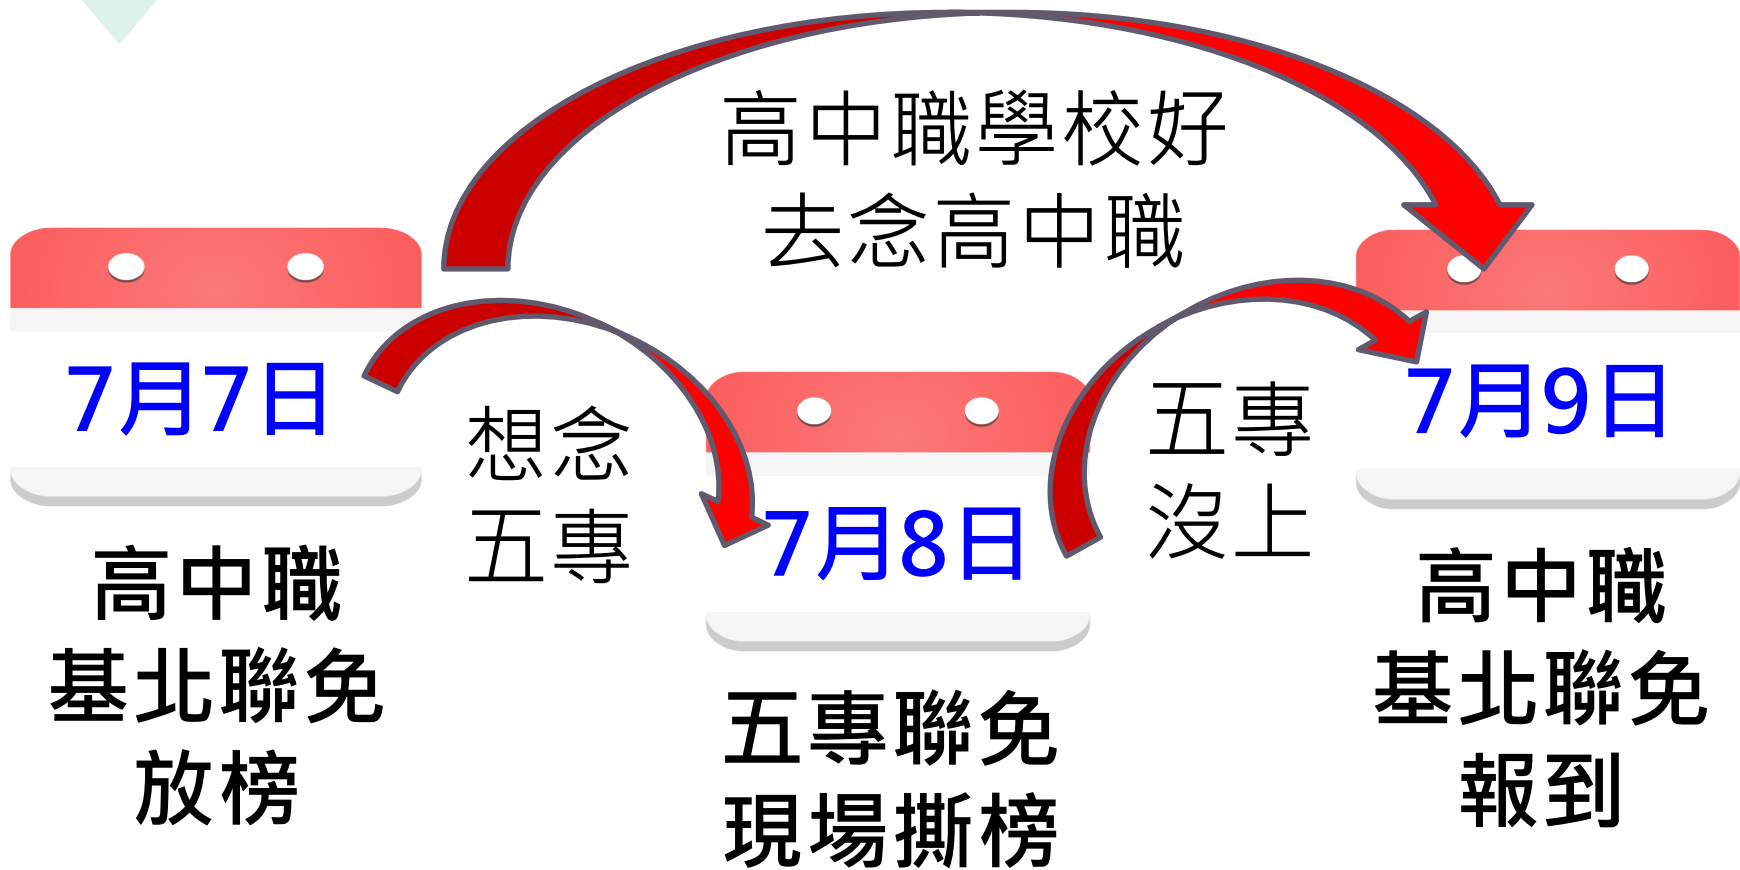 高中職學校好
去念高中職
7月7日
高中職
基北聯免
放榜
想念
五專
7月8日
五專聯免
現場撕榜
五專
沒上
7月9日
高中職
基北聯免
報到